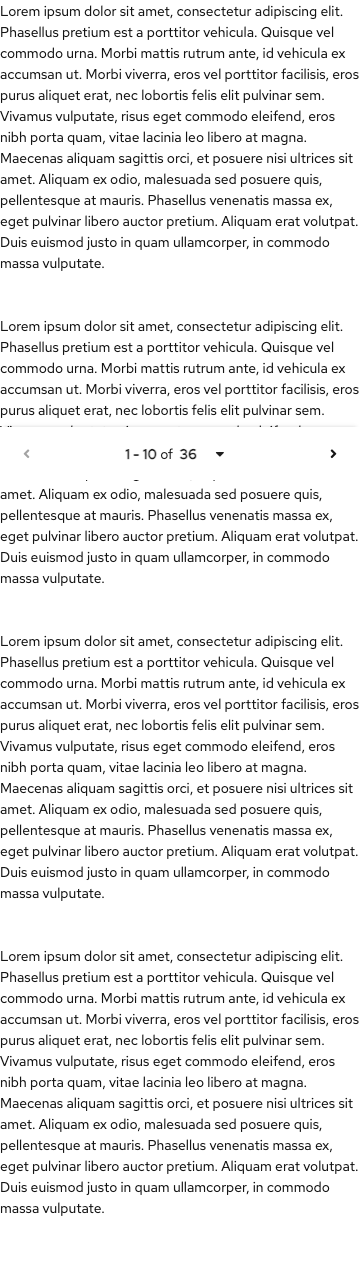 Lorem ipsum dolor sit amet, consectetur adipiscing elit.
Phasellus pretium est a porttitor vehicula. Quisque vel
commodo urna. Morbi mattis rutrum ante, id vehicula ex
accumsan ut. Morbi viverra, eros vel porttitor facilisis, eros
purus aliquet erat, nec lobortis felis elit pulvinar sem.
Vivamus vulputate, risus eget commodo eleifend, eros
nibh porta quam, vitae lacinia leo libero at magna.
Maecenas aliquam sagittis orci, et posuere nisi ultrices sit
amet. Aliquam ex odio, malesuada sed posuere quis,
pellentesque at mauris. Phasellus venenatis massa ex,
eget pulvinar libero auctor pretium. Aliquam erat volutpat.
Duis euismod justo in quam ullamcorper, in commodo
massa vulputate.
Lorem ipsum dolor sit amet, consectetur adipiscing elit.
Phasellus pretium est a porttitor vehicula. Quisque vel
commodo urna. Morbi mattis rutrum ante, id vehicula ex
accumsan ut. Morbi viverra, eros vel porttitor facilisis, eros
purus aliquet erat, nec lobortis felis elit pulvinar sem.
1 - 10 of 36
amet. Aliquam ex odio, malesuada sed posuere quis,
pellentesque at mauris. Phasellus venenatis massa ex,
eget pulvinar libero auctor pretium. Aliquam erat volutpat.
Duis euismod justo in quam ullamcorper, in commodo
massa vulputate.
Lorem ipsum dolor sit amet, consectetur adipiscing elit.
Phasellus pretium est a porttitor vehicula. Quisque vel
commodo urna. Morbi mattis rutrum ante, id vehicula ex
accumsan ut. Morbi viverra, eros vel porttitor facilisis, eros
purus aliquet erat, nec lobortis felis elit pulvinar sem.
Vivamus vulputate, risus eget commodo eleifend, eros
nibh porta quam, vitae lacinia leo libero at magna.
Maecenas aliquam sagittis orci, et posuere nisi ultrices sit
amet. Aliquam ex odio, malesuada sed posuere quis,
pellentesque at mauris. Phasellus venenatis massa ex,
eget pulvinar libero auctor pretium. Aliquam erat volutpat.
Duis euismod justo in quam ullamcorper, in commodo
massa vulputate.
Lorem ipsum dolor sit amet, consectetur adipiscing elit.
Phasellus pretium est a porttitor vehicula. Quisque vel
commodo urna. Morbi mattis rutrum ante, id vehicula ex
accumsan ut. Morbi viverra, eros vel porttitor facilisis, eros
purus aliquet erat, nec lobortis felis elit pulvinar sem.
Vivamus vulputate, risus eget commodo eleifend, eros
nibh porta quam, vitae lacinia leo libero at magna.
Maecenas aliquam sagittis orci, et posuere nisi ultrices sit
amet. Aliquam ex odio, malesuada sed posuere quis,
pellentesque at mauris. Phasellus venenatis massa ex,
eget pulvinar libero auctor pretium. Aliquam erat volutpat.
Duis euismod justo in quam ullamcorper, in commodo
massa vulputate.